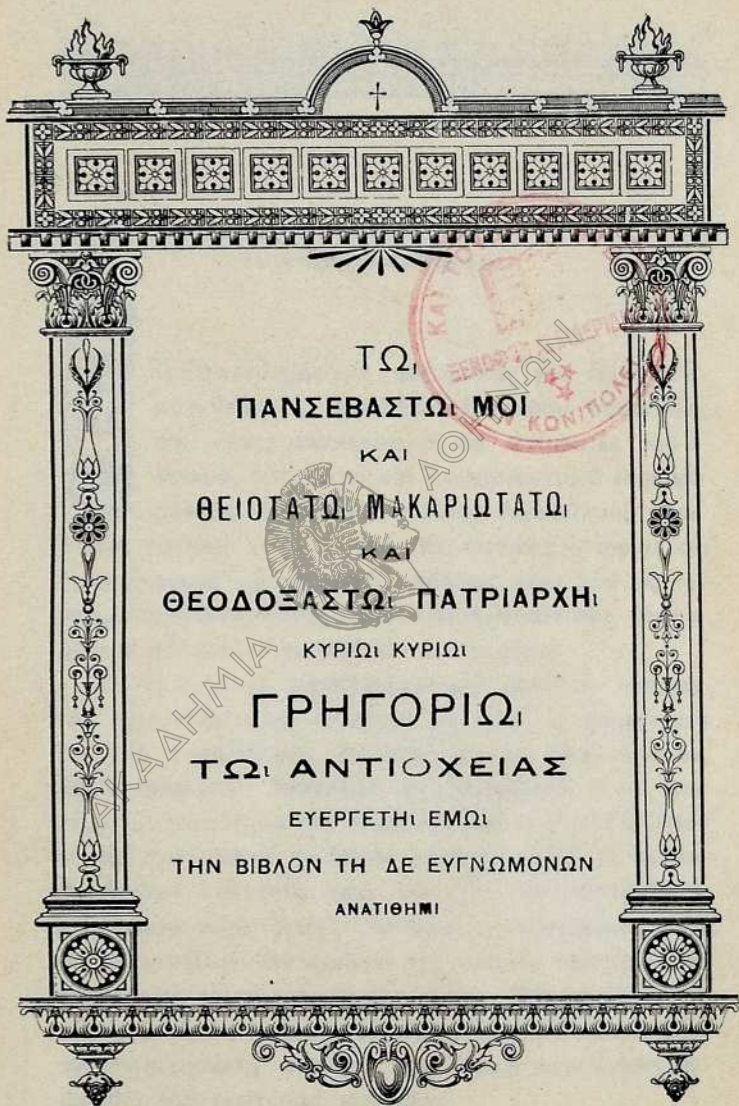 ΤΩι
ΠΑΝΣΕΒΑΣΤΩι ΜΟΙ
ΚΑΙ
ΘΕΙΟΤΑΤΩι ΜΑΚΑΡΙΩΤΑΤΩι
ΚΑΙ
ΘΕΟΔΟΞΑΣΤΩι ΠΑΤΡΙΑΡΧΗι
ΚΥΡΙΩι ΚΥΡΙΩι
ΓΡΗΓΟΡΙΩι
ΤΩι ΑΝΤΙΟΧΕΙΑΣ
ΕΥΕΡΓΕΤΗι ΕΜΩι
ΤΗΝ ΒΙΒΛΟΝ ΤΗ ΔΕ ΕΥΓΝΩΜΟΝΩΝ
ΑΝΑΤΙΘΗΜΙ
ΑΚΑΔΗΜΙΑ ΑΘΗΝΩΝ